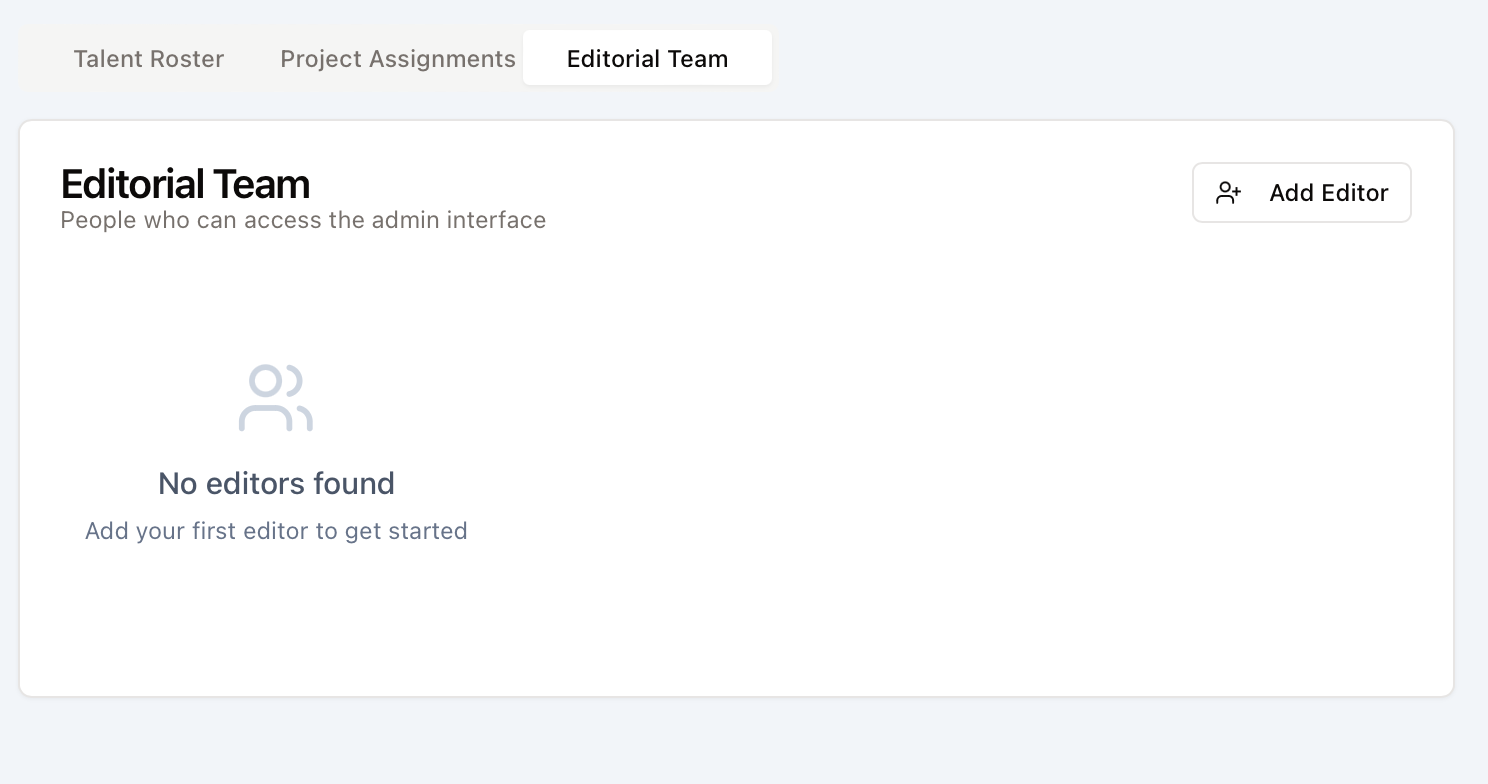 Talent Roster
Project Assignments
Editorial Team
Editorial Team
People who can access the admin interface
Add Editor
No editors found
Add your first editor to get started